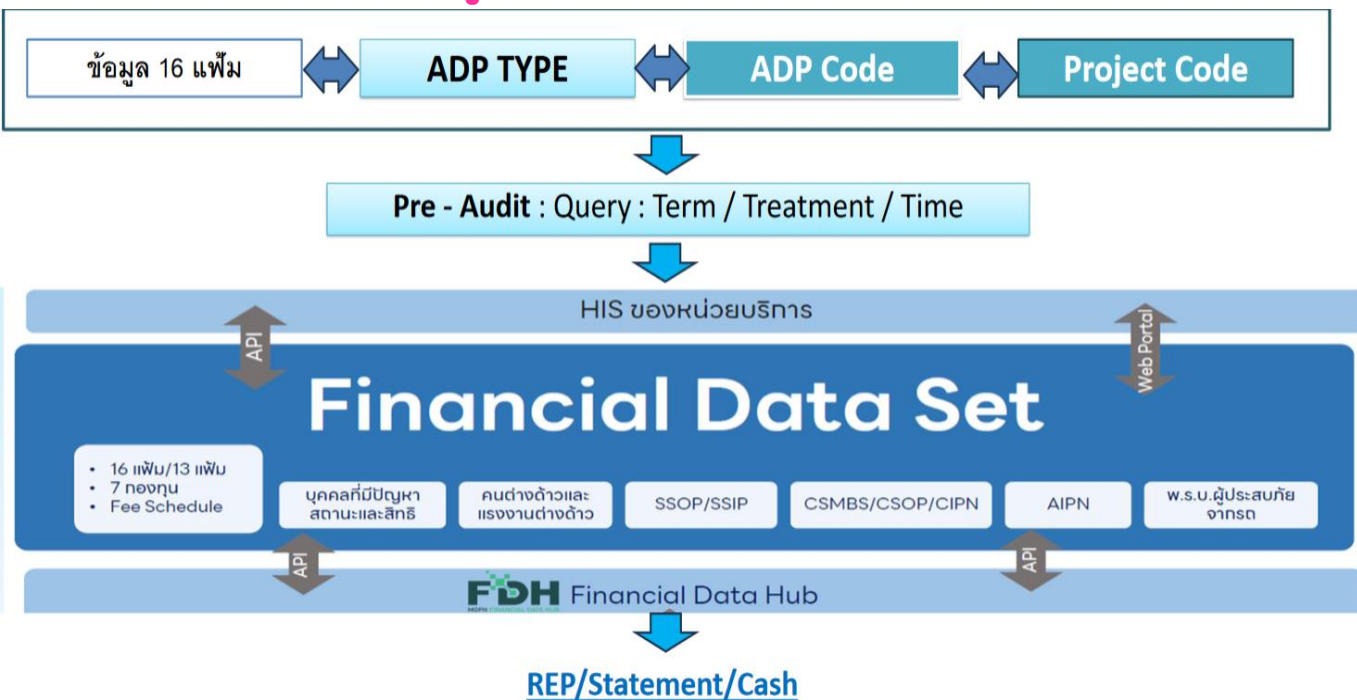 ข้อมูล 16 แฟ้ม
ADP TYPE
ADP Code
Project Code
Pre - Audit : Query : Term / Treatment / Time
HIS ของหน่วยบริการ
API
Web Portal
Financial Data Set
• 16 แฟ้ม/13 แฟ้ม
• 7 กองทุน
• Fee Schedule
บุคคลที่มีปัญหา
สถานะและสิทธิ
คนต่างด้าวและ
แรงงานต่างด้าว
SSOP/SSIP
CSMBS/CSOP/CIPN
AIPN
พ.ร.บ.ผู้ประสบภัย
จากรถ
API
API
FDH Financial Data Hub
MOPH FINANCIAL DATA HUB
REP/Statement/Cash